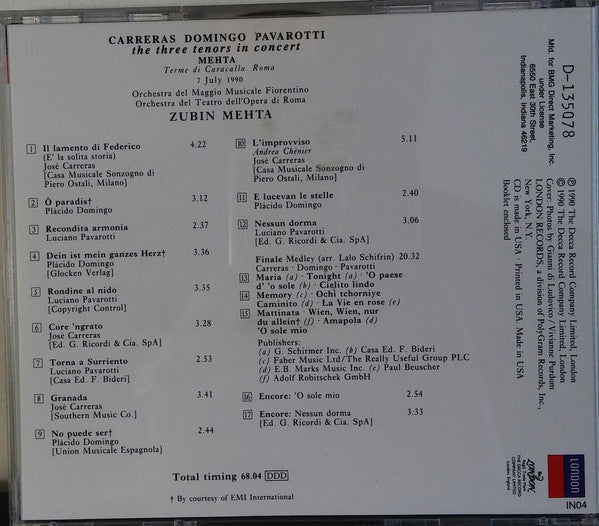 CARRERAS DOMINGO PAVAROTTI
the three tenors in concert
MEHTA
Terme di Caracalla Roma
7 July 1990
Orchestra del Maggio Musicale Fiorentino
Orchestra del Teatro dell'Opera di Roma
ZUBIN MEHTA
1 Il lamento di Federico 4.22
(E' la solita storia)
José Carreras
[Casa Musicale Sonzogno di
Piero Ostali, Milano]
2 Ô paradis† 3.12
Plácido Domingo
3 Recondita armonia 2.37
Luciano Pavarotti
4 Dein ist mein ganzes Herz† 3.36
Plácido Domingo
[Glocken Verlag]
5 Rondine al nido 3.35
Luciano Pavarotti
[Copyright Control]
6 Core 'ngrato 3.28
José Carreras
[Ed. G. Ricordi & Cia. SpA]
7 Torna a Surriento 2.53
Luciano Pavarotti
[Casa Ed. F. Bideri]
8 Granada 3.41
José Carreras
[Southern Music Co.]
9 No puede ser† 2.44
Plácido Domingo
[Union Musicale Espagnola]
10 L'improvviso 5.11
Andrea Chénier
José Carreras
[Casa Musicale Sonzogno di
Piero Ostali, Milano]
11 E lucevan le stelle 2.40
Plácido Domingo
12 Nessun dorma 3.06
Luciano Pavarotti
[Ed. G. Ricordi & Cia. SpA]
Finale Medley (arr. Lalo Schifrin) 20.32
Carreras · Domingo · Pavarotti
13 Maria (a) · Tonight (a) · 'O paese
d' 'o sole (b) · Cielito lindo
14 Memory (c) · Ochi tchorniye
Caminito (d) · La Vie en rose (e)
15 Mattinata · Wien, Wien, nur
du allein† (f) · Amapola (d)
'O sole mio
Publishers:
(a) G. Schirmer Inc. (b) Casa Ed. F. Bideri
(c) Faber Music Ltd/The Really Useful Group PLC
(d) E.B. Marks Music Inc. (e) Paul Beuscher
(f) Adolf Robitschek GmbH
16 Encore: 'O sole mio 2.54
17 Encore: Nessun dorma 3.33
[Ed. G. Ricordi & Cia. SpA]
Total timing 68.04 DDD
† By courtesy of EMI International
D-135078
Mfd. for BMG Direct Marketing, Inc.
under License
6550 East 30th Street,
Indianapolis, Indiana 46219
℗ 1990 The Decca Record Company Limited, London
© 1990 The Decca Record Company Limited, London
Cover: Photos by Gianni di Ludovico/Vivianne Purdom
LONDON RECORDS, a division of PolyGram Records, Inc.,
New York, N.Y.
CD is made in USA · Printed in USA Made in USA
Booklet enclosed
LONDON
IN04